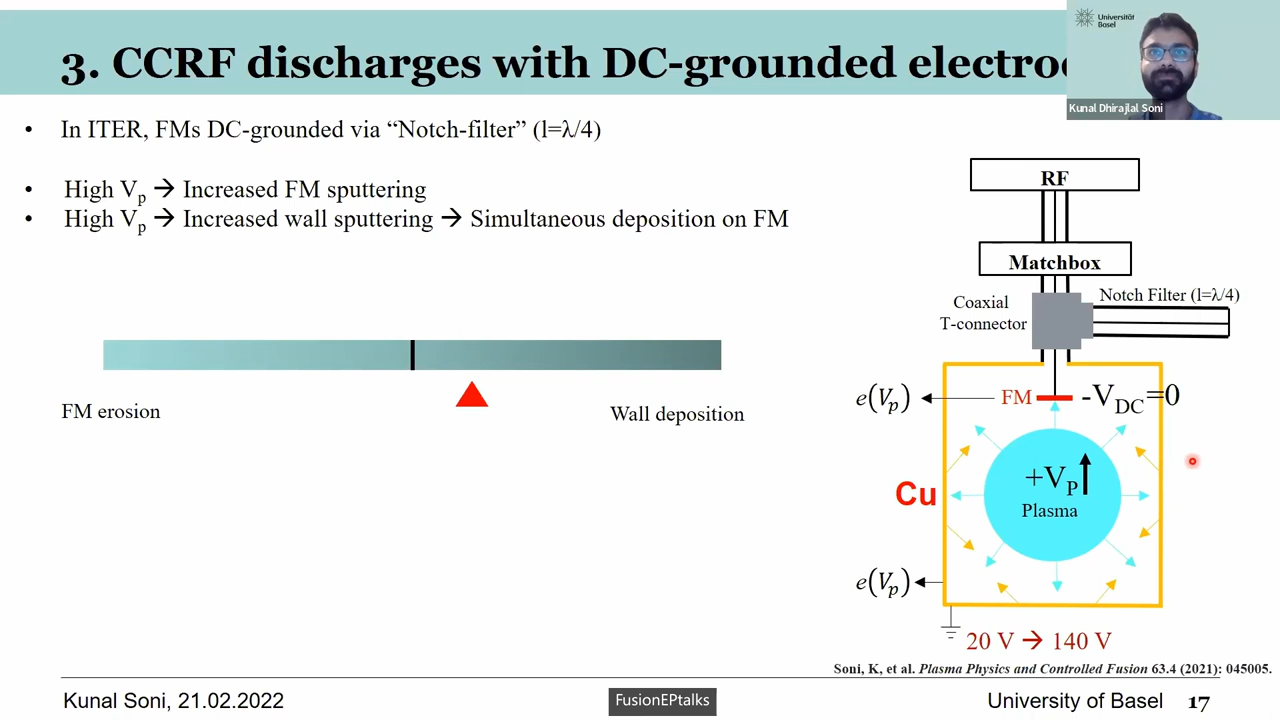 Universität
Basel
3. CCRF discharges with DC-grounded electro
Kunal Dhirajlal Soni
• In ITER, FMs DC-grounded via “Notch-filter” (l=λ/4)
• High Vp → Increased FM sputtering
• High Vp → Increased wall sputtering → Simultaneous deposition on FM
FM erosion
Wall deposition
RF
Matchbox
Coaxial
T-connector
Notch Filter (l=λ/4)
e(Vp)
FM
-VDC=0
Cu
+VP
Plasma
e(Vp)
20 V → 140 V
Soni, K, et al. Plasma Physics and Controlled Fusion 63.4 (2021): 045005.
Kunal Soni, 21.02.2022
FusionEPtalks
University of Basel 17